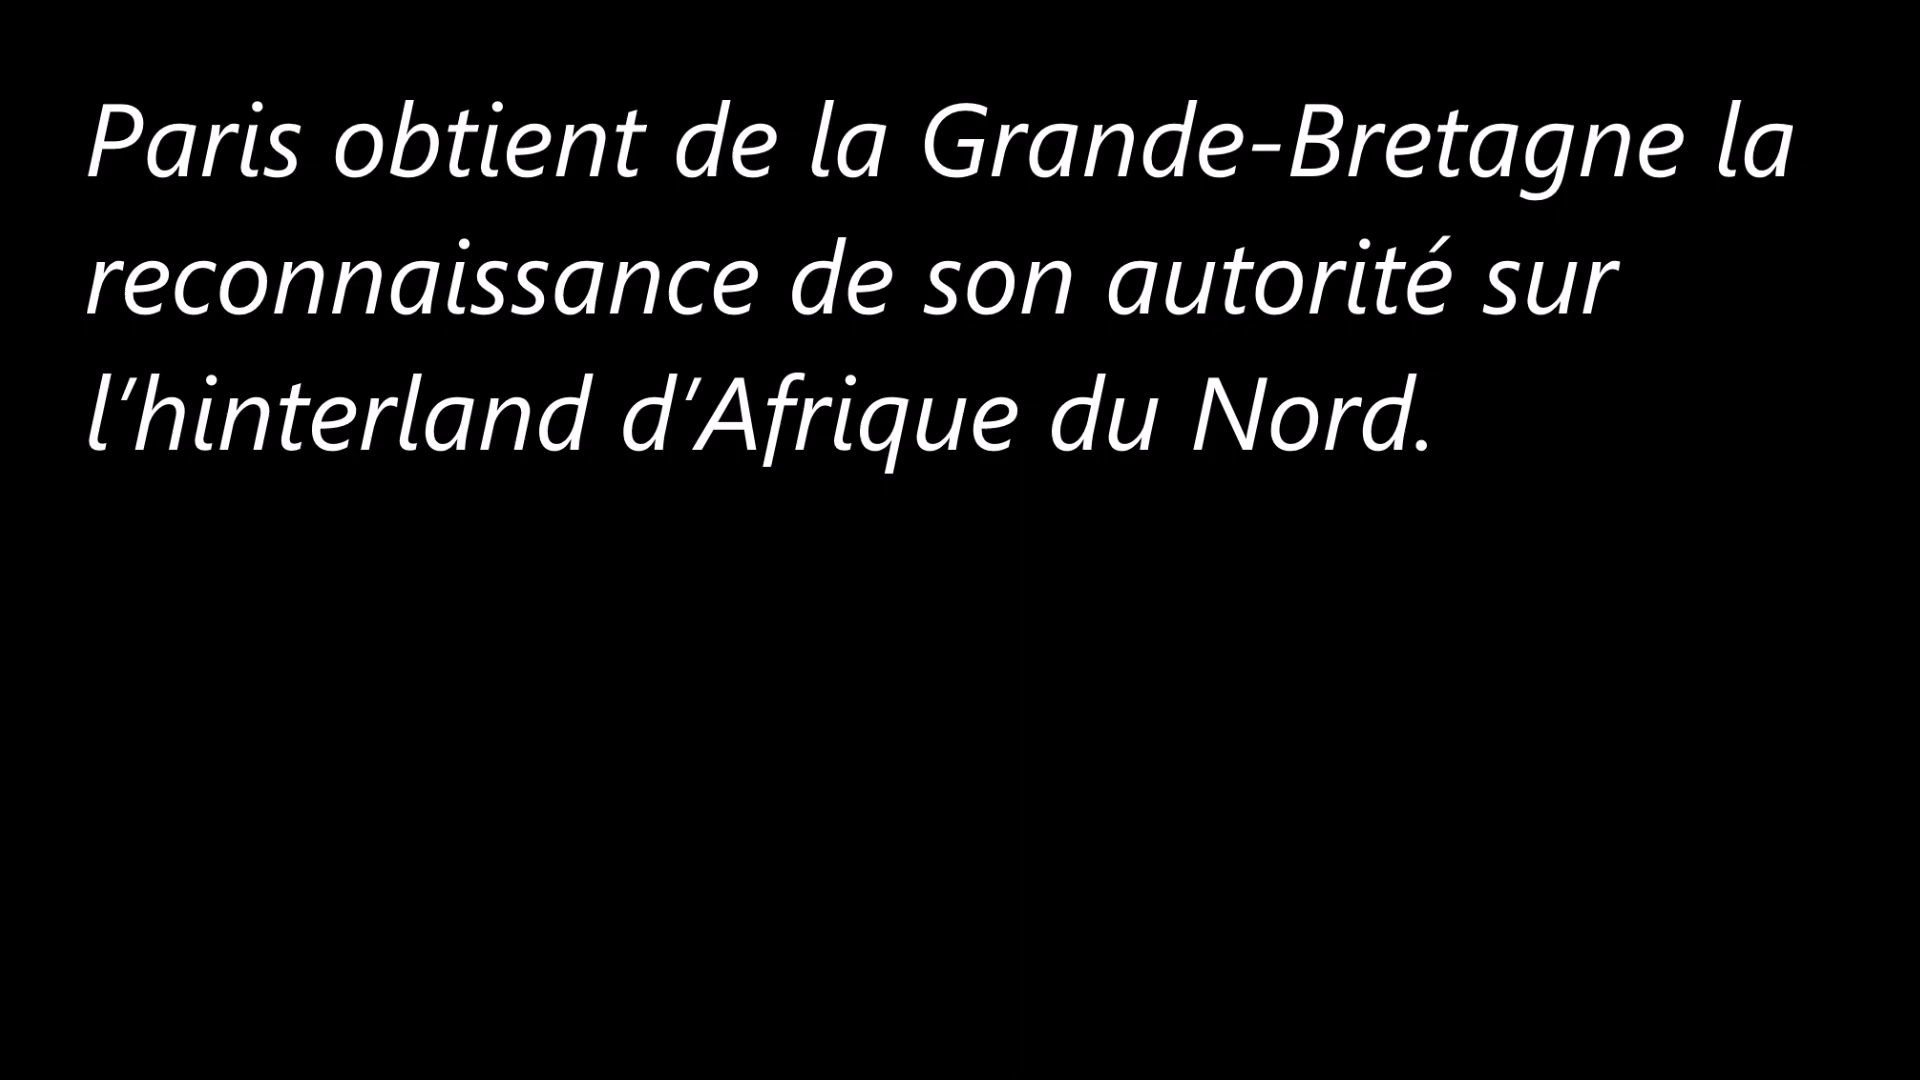 Paris obtient de la Grande-Bretagne la
reconnaissance de son autorité sur
l’hinterland d’Afrique du Nord.